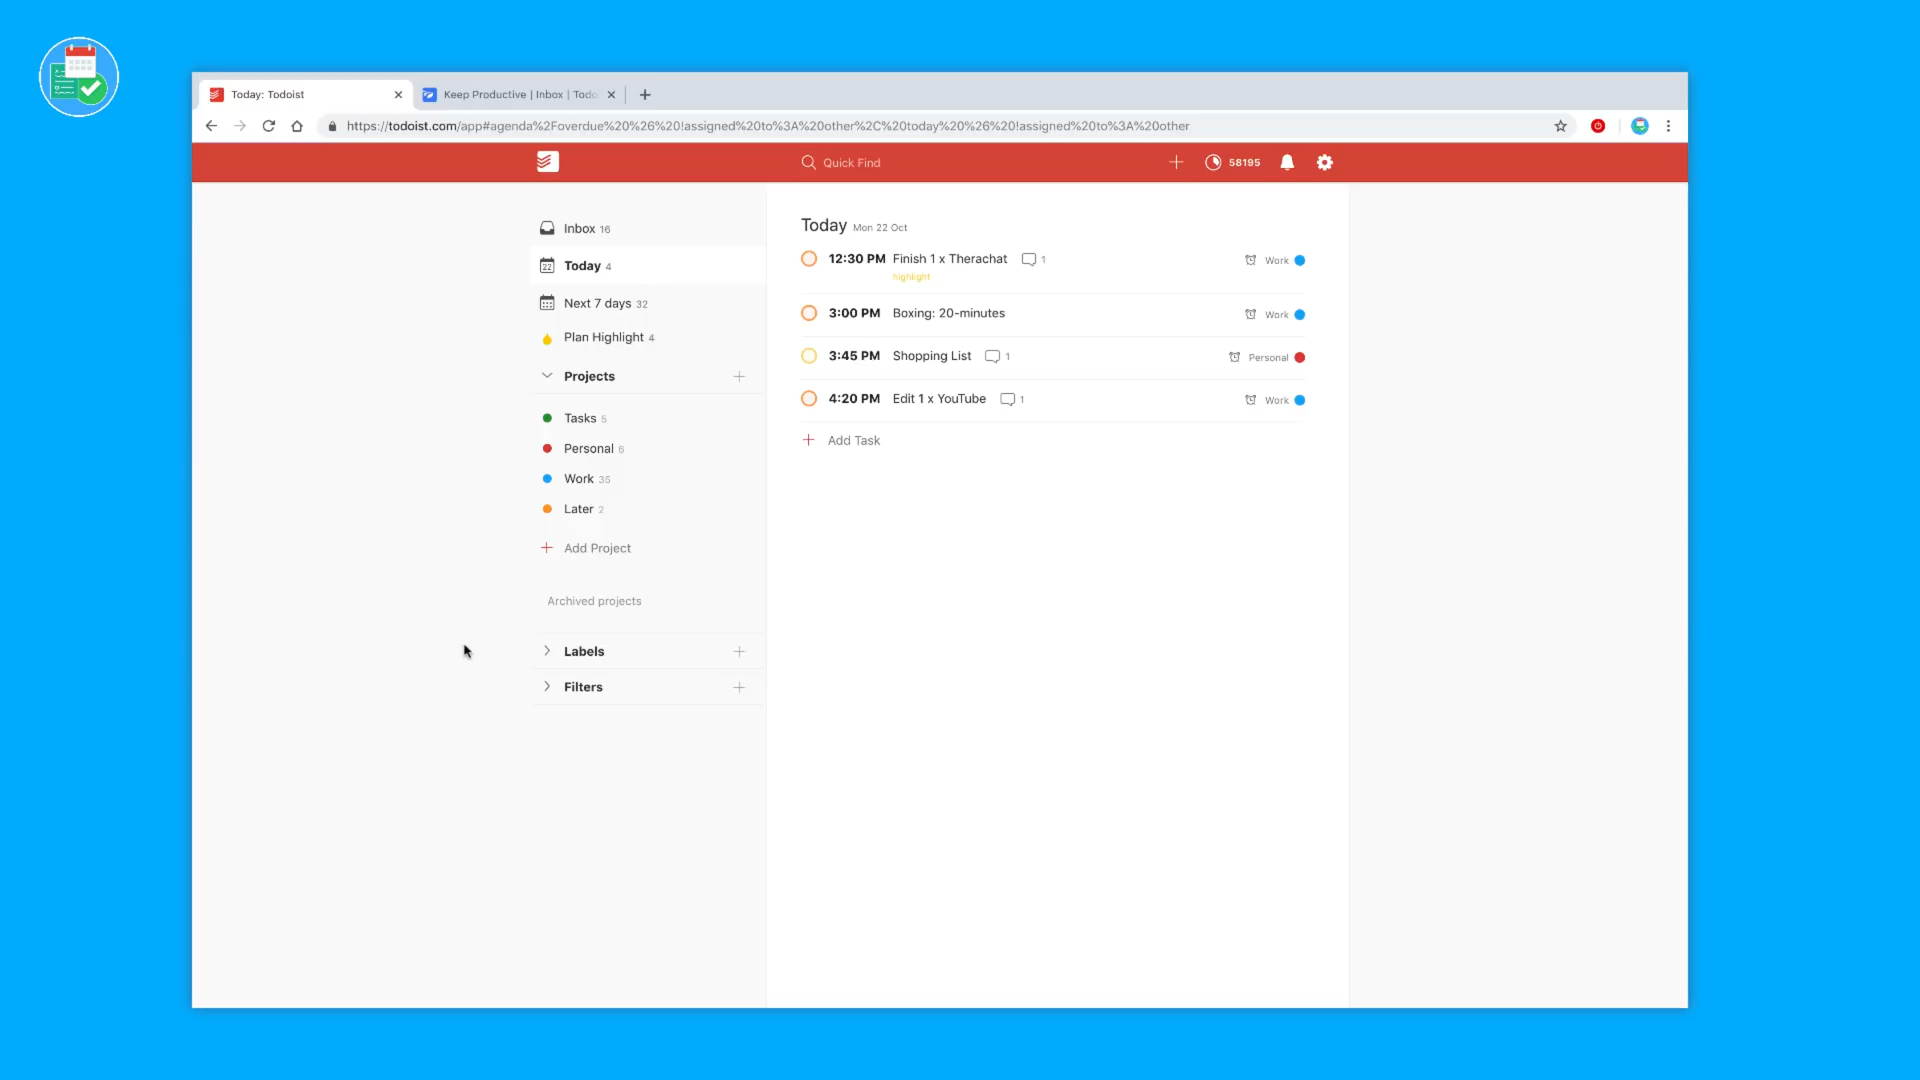 Today: Todoist
Keep Productive | Inbox | Todo
https://todoist.com/app#agenda%2Foverdue%20%26%20!assigned%20to%3A%20other%2C%20today%20%26%20!assigned%20to%3A%20other
Quick Find
58195
Inbox 16
22 Today 4
Next 7 days 32
Plan Highlight 4
Projects
Tasks 5
Personal 6
Work 35
Later 2
Add Project
Archived projects
Labels
Filters
Today Mon 22 Oct
12:30 PM Finish 1 x Therachat 1 Work
highlight
3:00 PM Boxing: 20-minutes Work
3:45 PM Shopping List 1 Personal
4:20 PM Edit 1 x YouTube 1 Work
Add Task